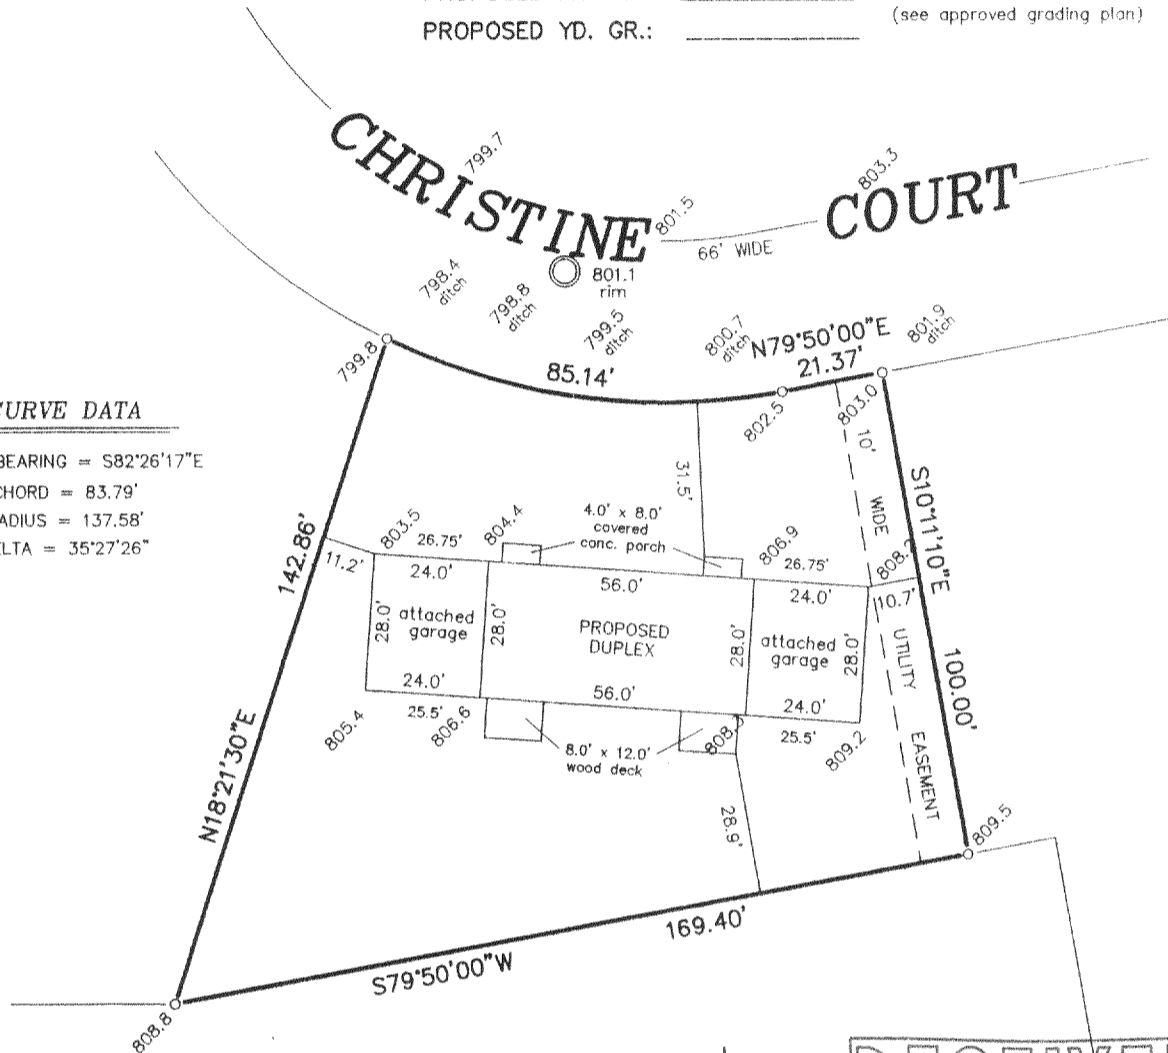 (see approved grading plan)
PROPOSED YD. GR.:
CHRISTINE COURT
799.7
803.3
801.5
66' WIDE
801.1
rim
798.4
ditch
798.8
ditch
799.5
ditch
800.7
ditch
801.9
ditch
N79°50'00"E
21.37'
799.8
85.14'
802.5
803.0
CURVE DATA
BEARING = S82°26'17"E
CHORD = 83.79'
RADIUS = 137.58'
DELTA = 35°27'26"
10' WIDE UTILITY EASEMENT
31.5'
S10°11'10"E
100.00'
142.86'
N18°21'30"E
803.5
804.4
4.0' x 8.0'
covered
conc. porch
806.9
26.75'
26.75'
11.2'
24.0'
56.0'
24.0'
10.7'
28.0'
attached
garage
28.0'
PROPOSED
DUPLEX
28.0'
attached
garage
28.0'
24.0'
56.0'
24.0'
25.5'
25.5'
805.4
806.6
8.0' x 12.0'
wood deck
809.2
28.9'
809.5
169.40'
S79°50'00"W
808.8